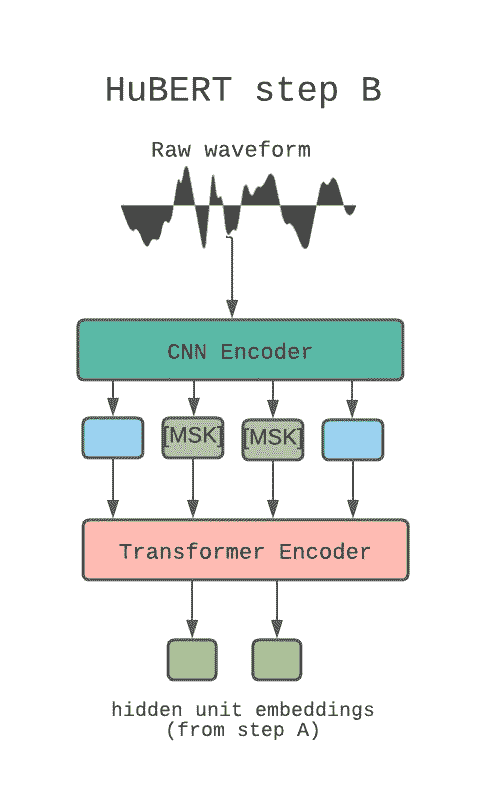 HuBERT step B
Raw waveform
CNN Encoder
[MSK] [MSK]
Transformer Encoder
hidden unit embeddings
(from step A)